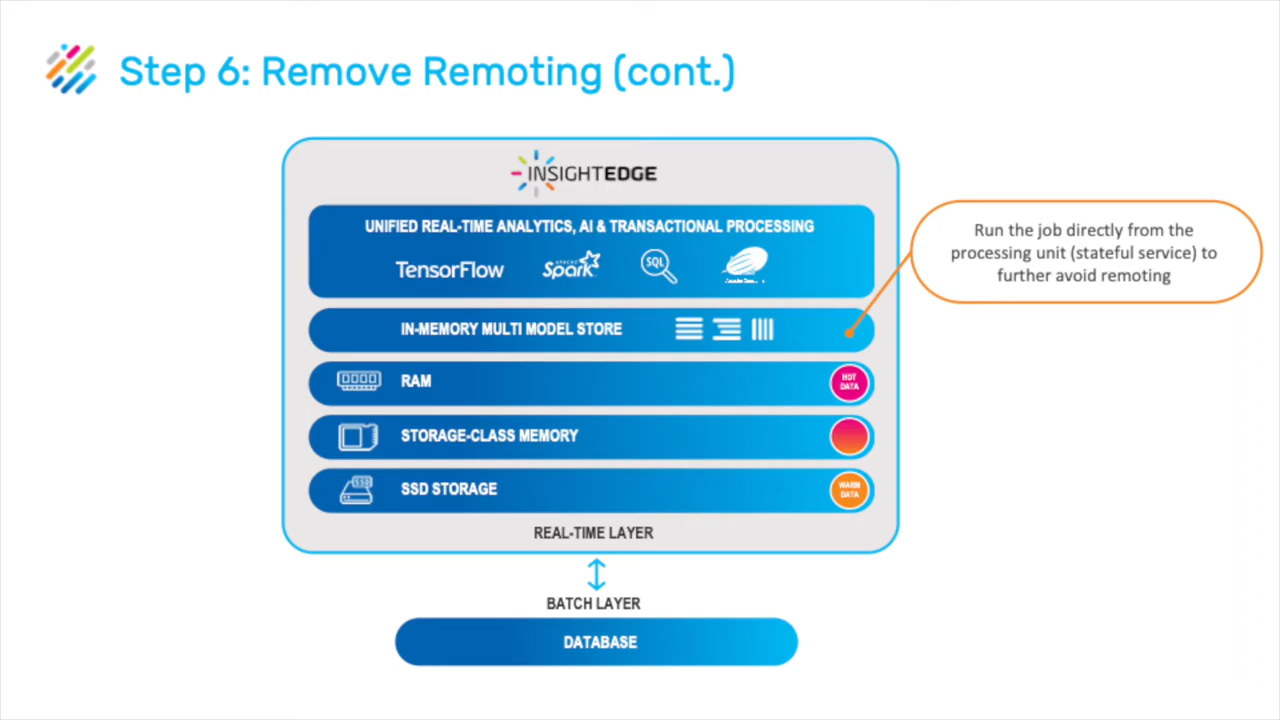 Step 6: Remove Remoting (cont.)
INSIGHTEDGE
UNIFIED REAL-TIME ANALYTICS, AI & TRANSACTIONAL PROCESSING
TensorFlow
APACHE
Spark
SQL
Run the job directly from the
processing unit (stateful service) to
further avoid remoting
IN-MEMORY MULTI MODEL STORE
RAM
HOT
DATA
STORAGE-CLASS MEMORY
SSD
SSD STORAGE
WARM
DATA
REAL-TIME LAYER
BATCH LAYER
DATABASE